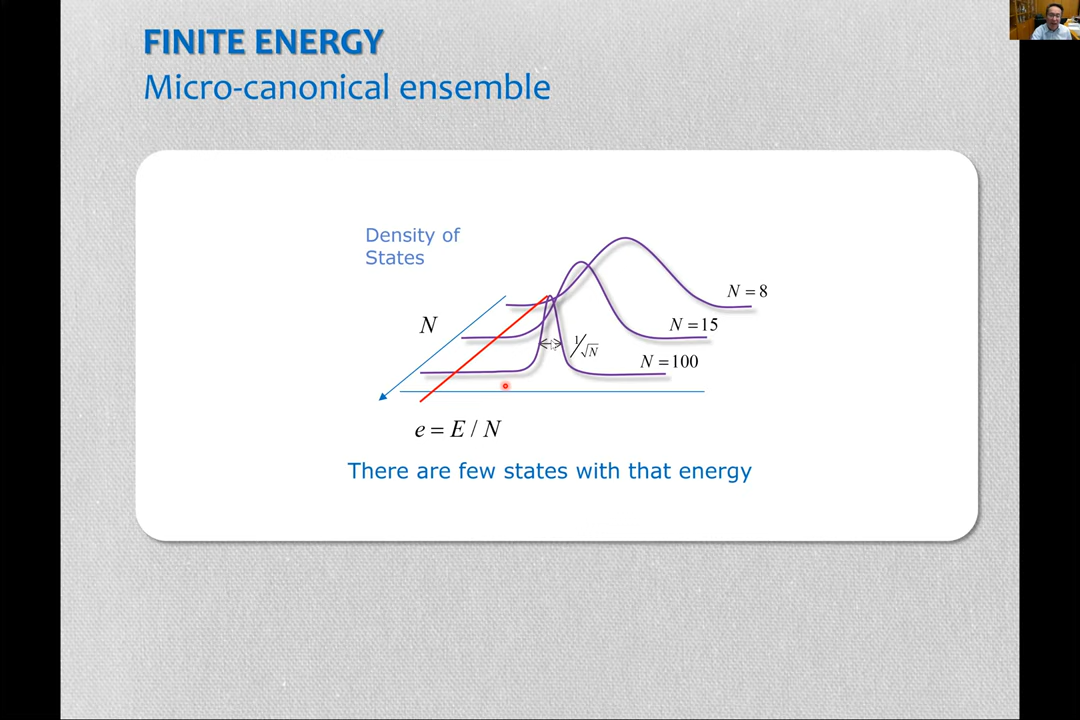 FINITE ENERGY
Micro-canonical ensemble
Density of
States
N = 8
N
N = 15
1/√N
N = 100
e = E / N
There are few states with that energy